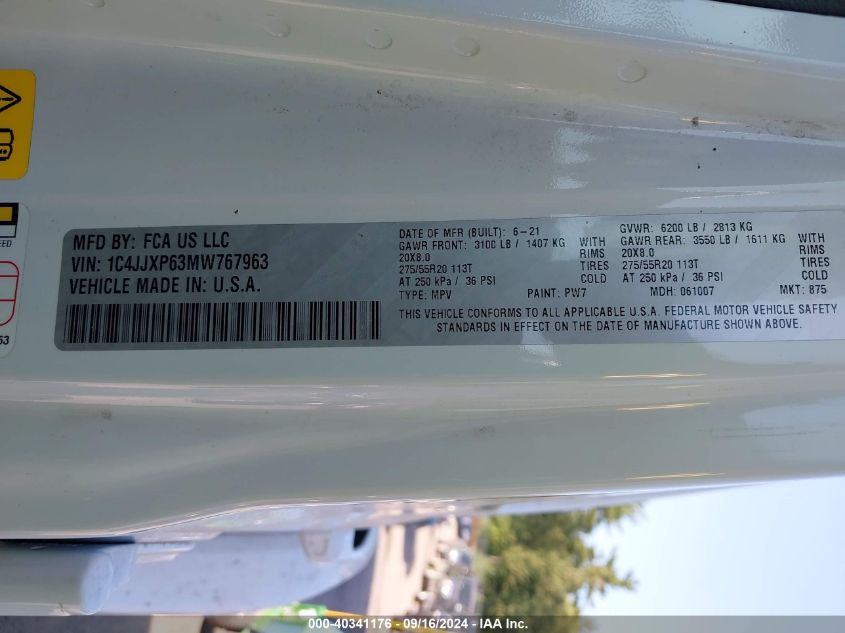 MFD BY: FCA US LLC
VIN: 1C4JJXP63MW767963
VEHICLE MADE IN: U.S.A.
DATE OF MFR (BUILT): 6-21
GAWR FRONT: 3100 LB / 1407 KG
20X8.0 RIMS
275/55R20 113T TIRES
AT 250 kPa / 36 PSI COLD
TYPE: MPV PAINT: PW7
GVWR: 6200 LB / 2813 KG
GAWR REAR: 3550 LB / 1611 KG
20X8.0 RIMS
275/55R20 113T TIRES
AT 250 kPa / 36 PSI COLD
MDH: 061007 MKT: 875
THIS VEHICLE CONFORMS TO ALL APPLICABLE U.S.A. FEDERAL MOTOR VEHICLE SAFETY
STANDARDS IN EFFECT ON THE DATE OF MANUFACTURE SHOWN ABOVE.
000-40341176 - 09/16/2024 - IAA Inc.